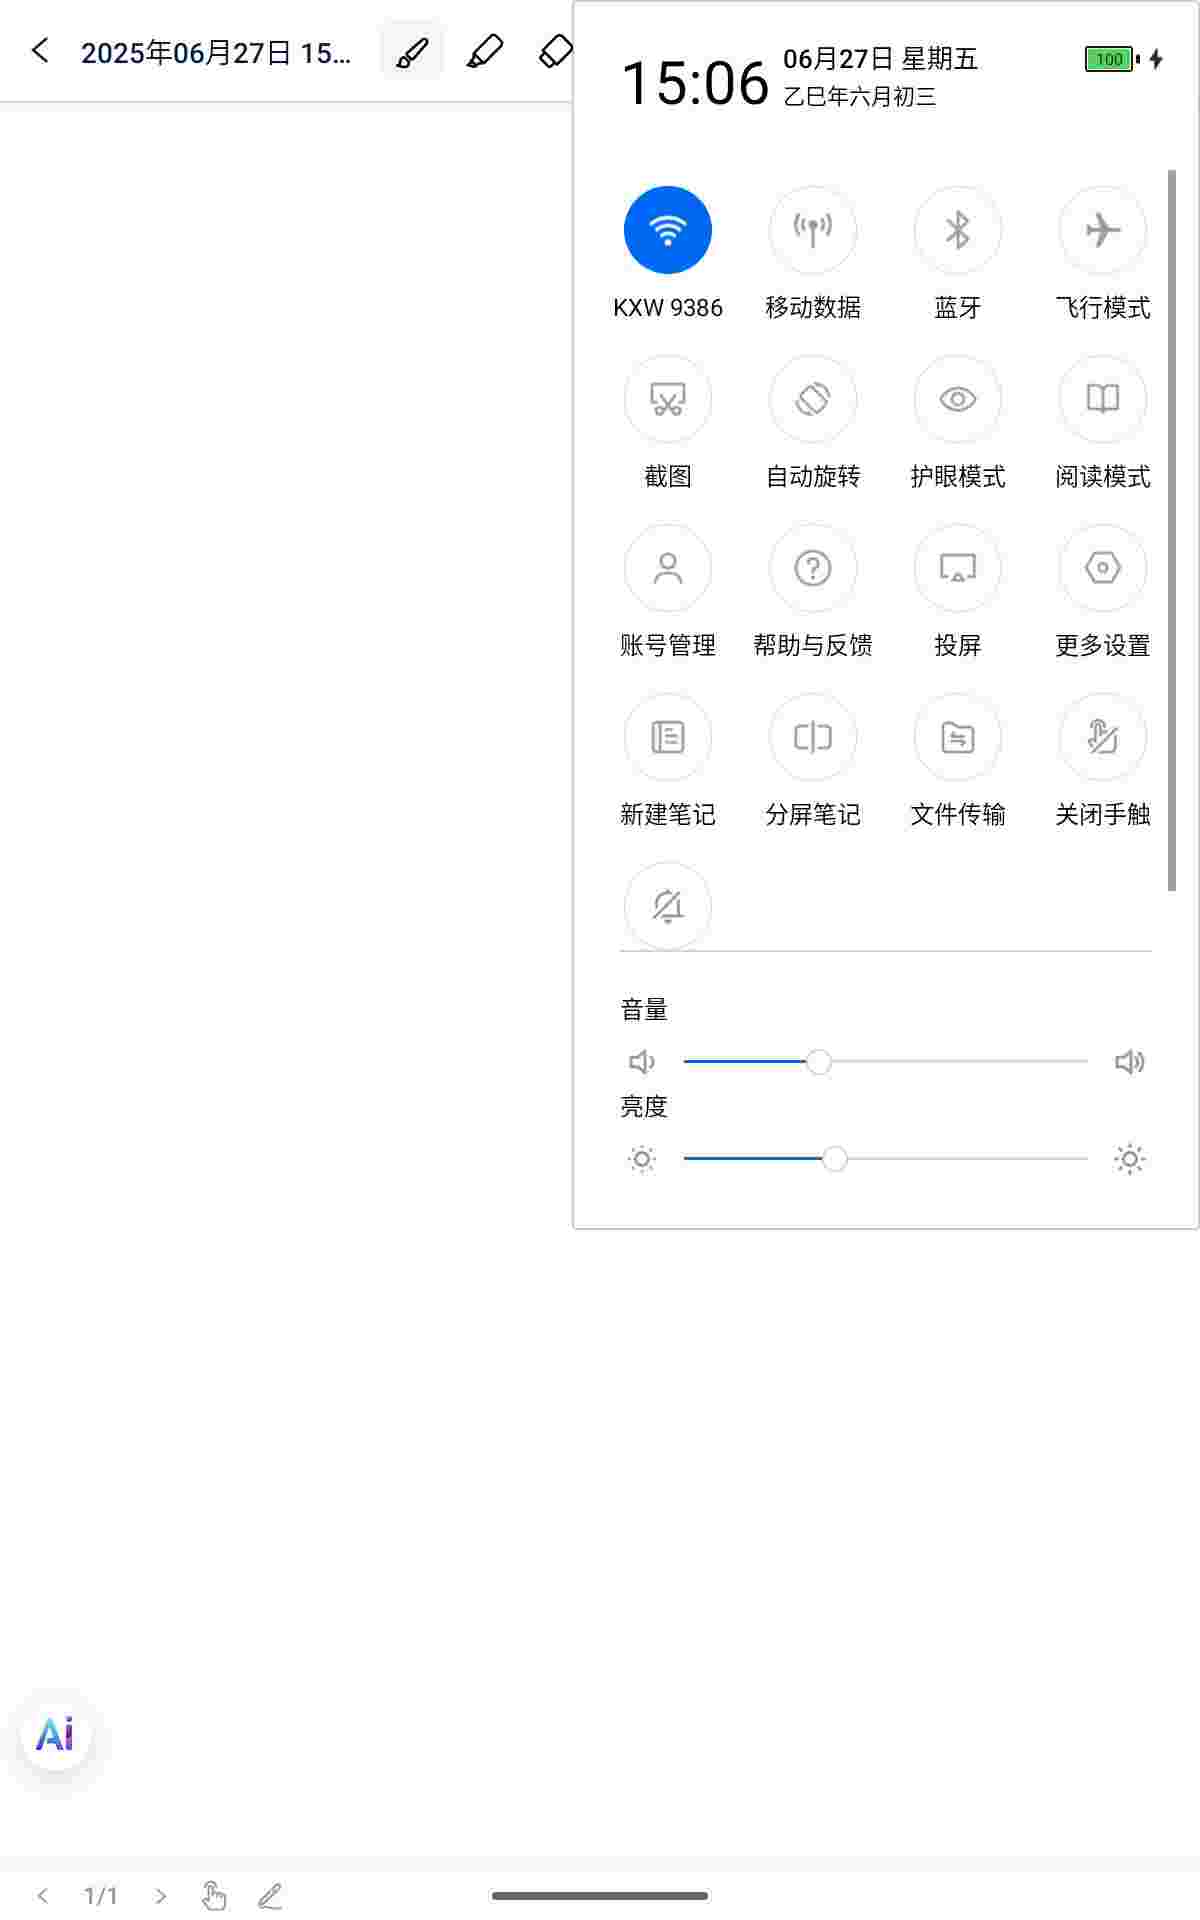 2025年06月27日 15...
15:06
06月27日 星期五
乙巳年六月初三
100
KXW 9386 移动数据 蓝牙 飞行模式
截图 自动旋转 护眼模式 阅读模式
账号管理 帮助与反馈 投屏 更多设置
新建笔记 分屏笔记 文件传输 关闭手触
音量
亮度
Ai
1/1